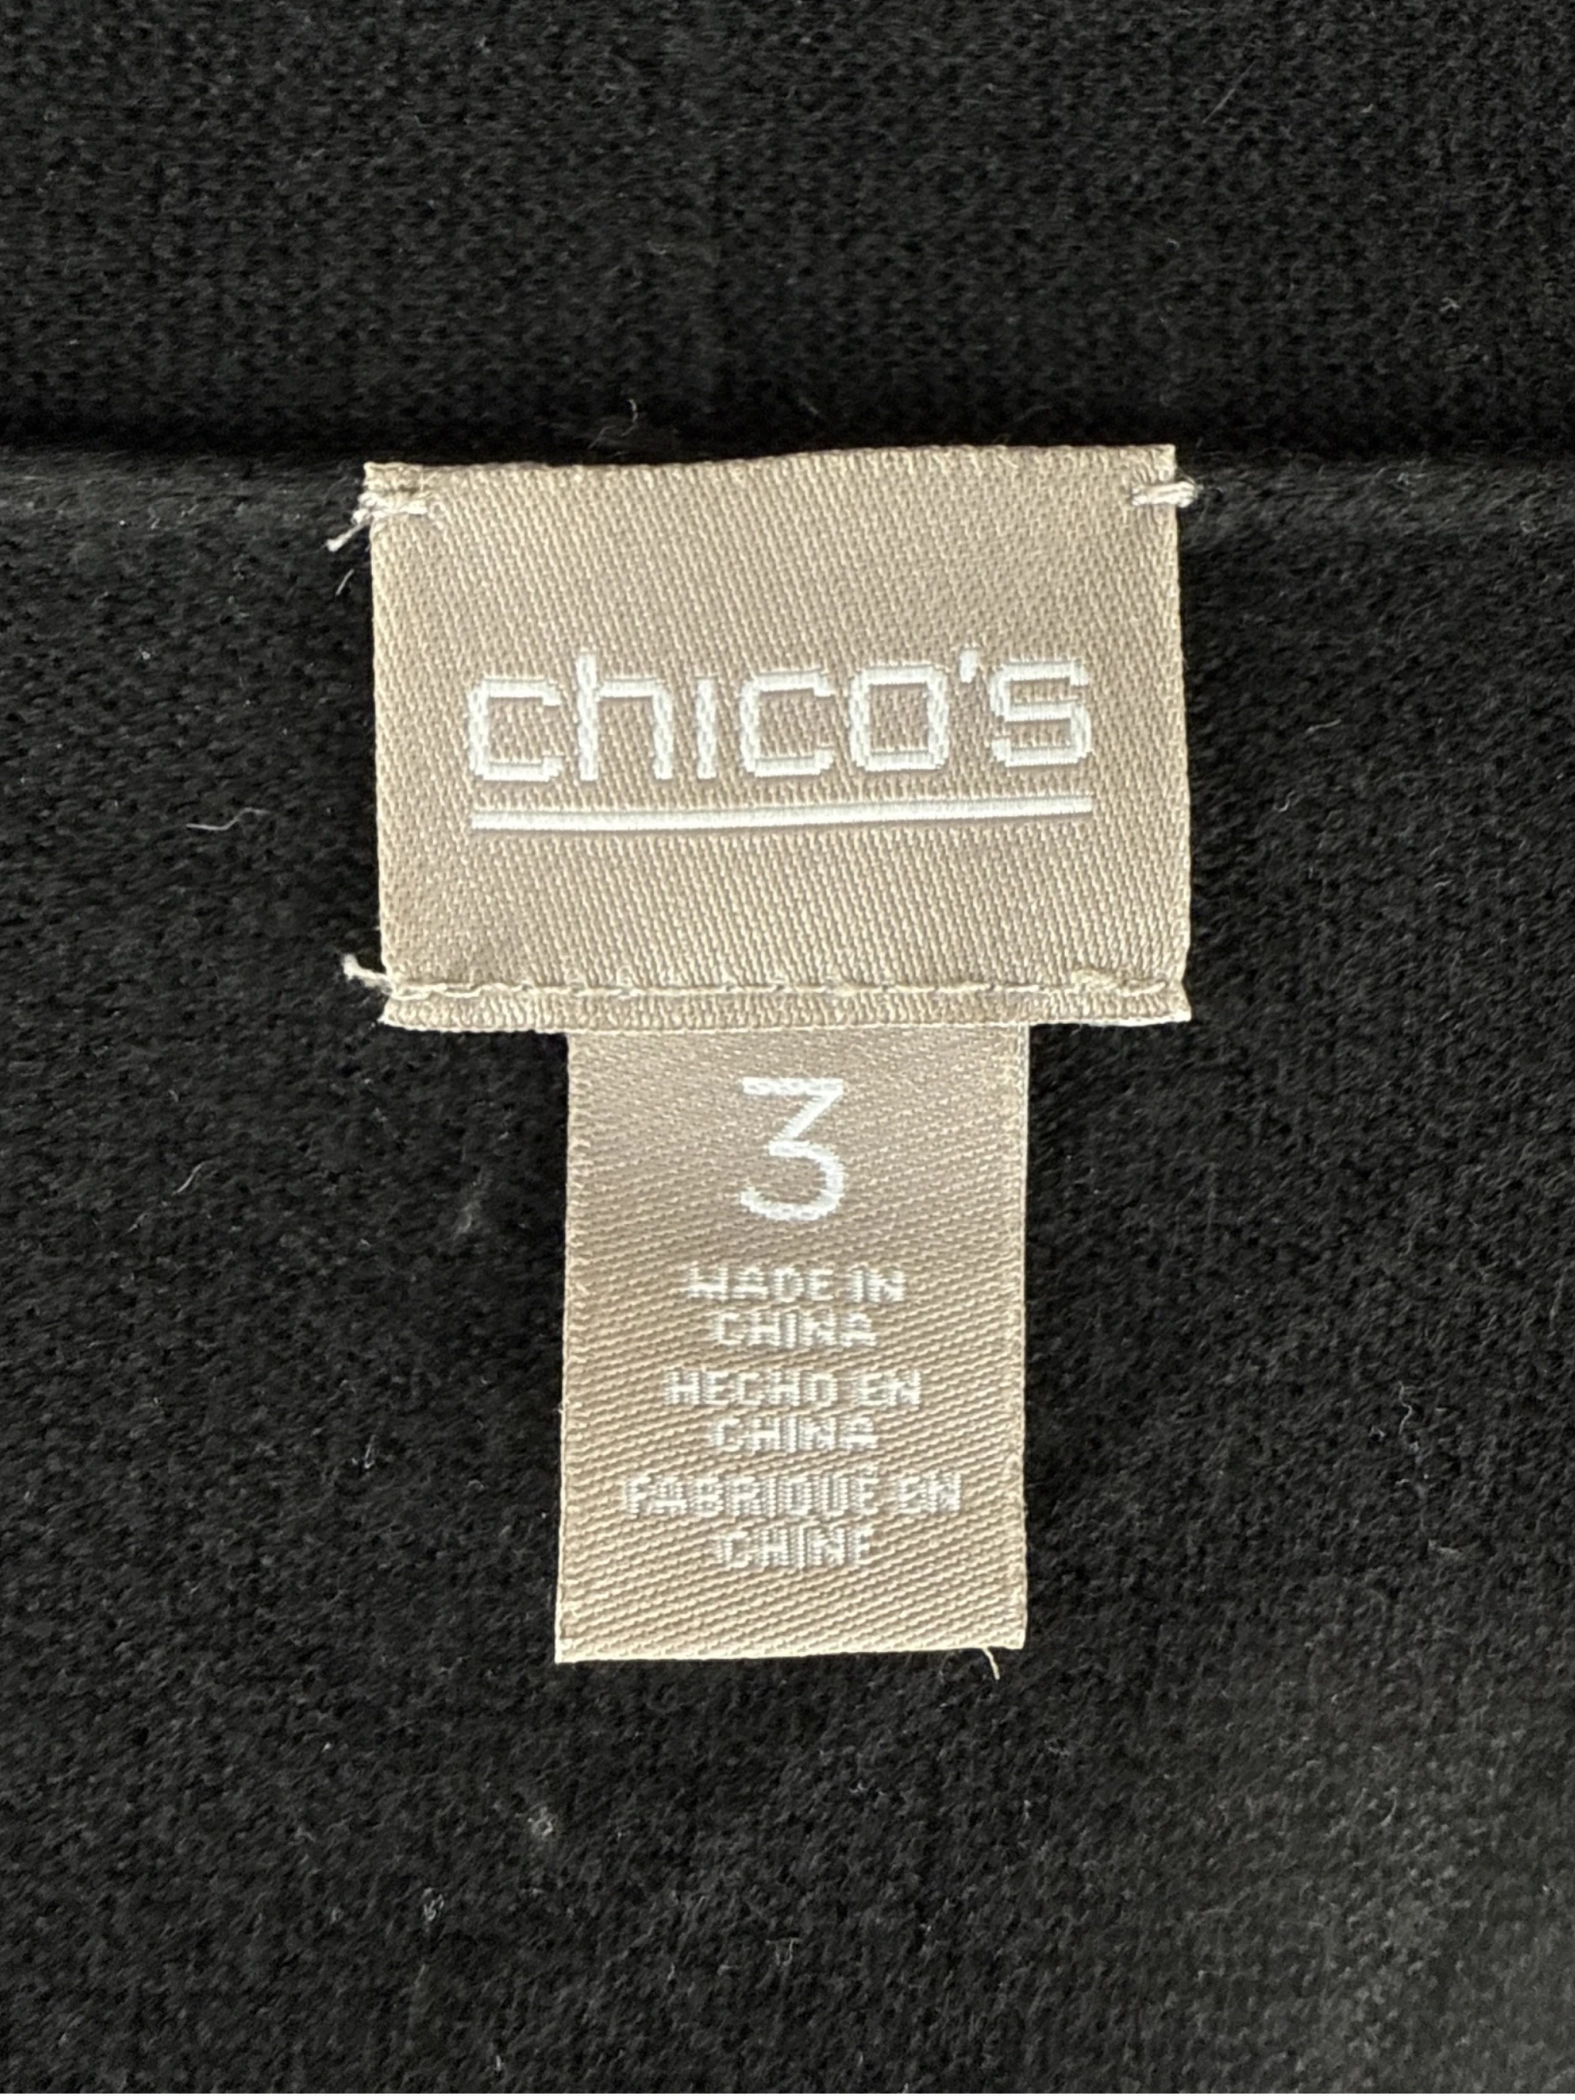 chico's
3
MADE IN
CHINA
HECHO EN
CHINA
FABRIQUE EN
CHINE